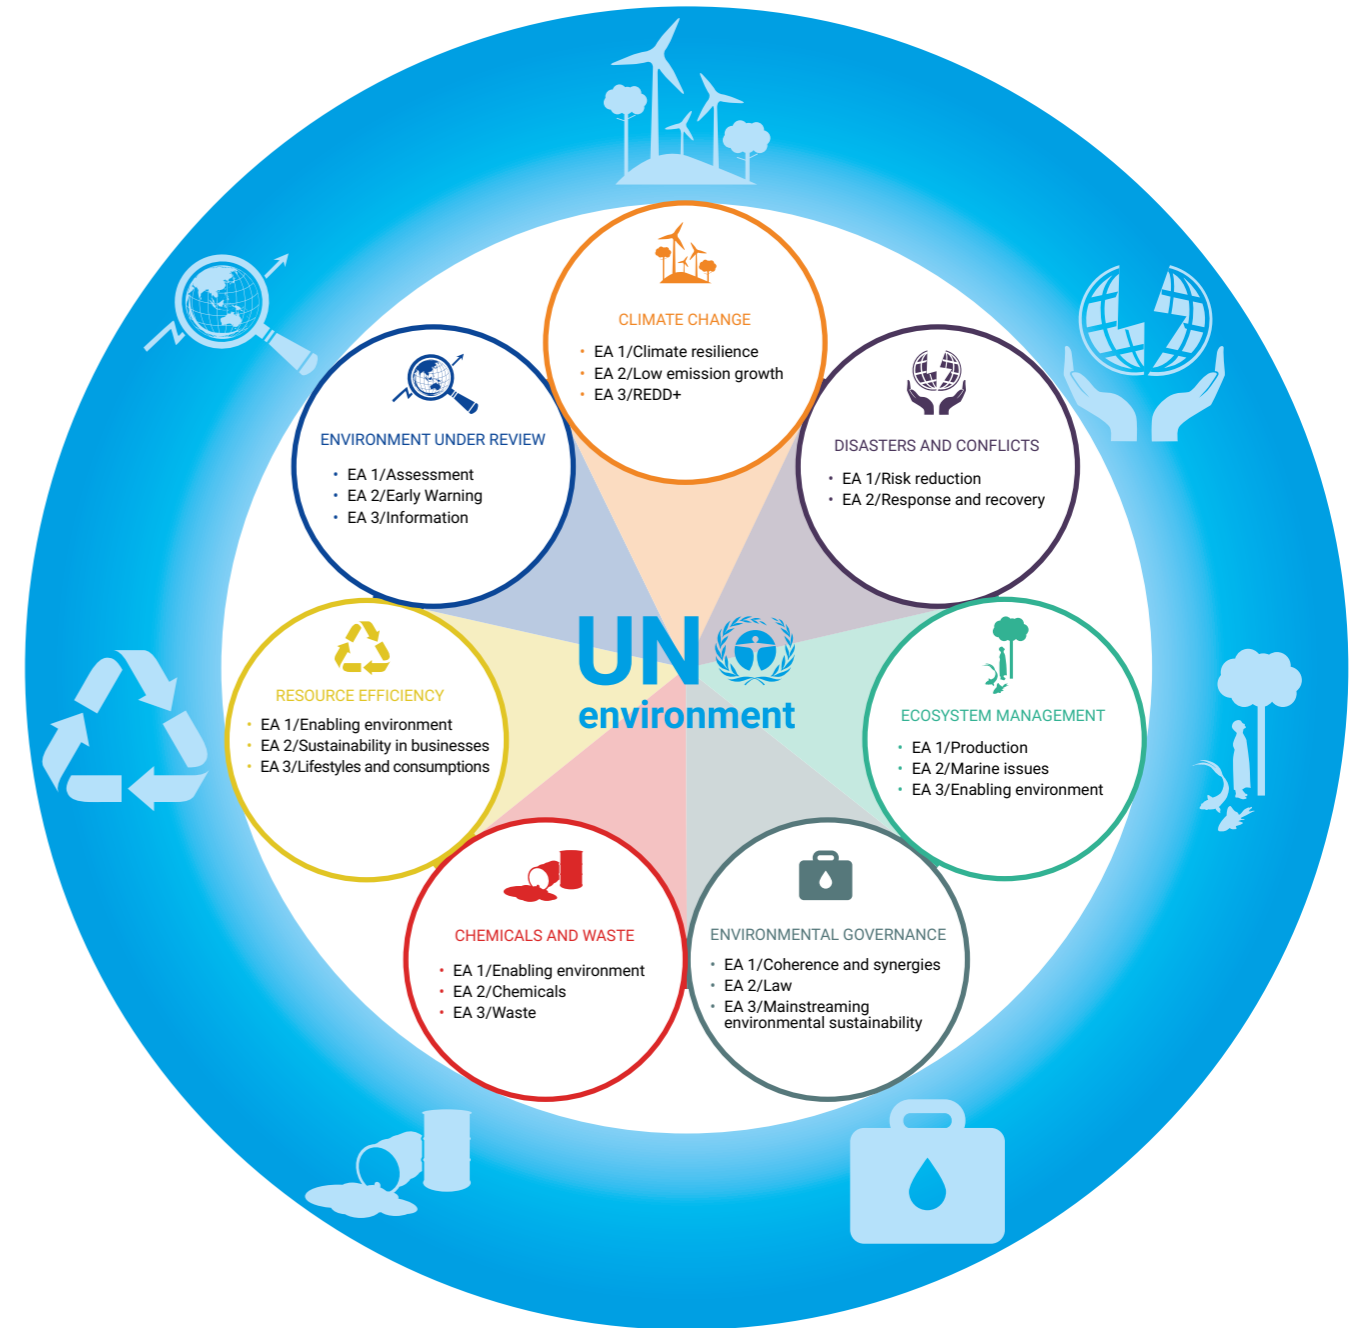 CLIMATE CHANGE
• EA 1/Climate resilience
• EA 2/Low emission growth
• EA 3/REDD+
DISASTERS AND CONFLICTS
• EA 1/Risk reduction
• EA 2/Response and recovery
ECOSYSTEM MANAGEMENT
• EA 1/Production
• EA 2/Marine issues
• EA 3/Enabling environment
ENVIRONMENTAL GOVERNANCE
• EA 1/Coherence and synergies
• EA 2/Law
• EA 3/Mainstreaming
environmental sustainability
CHEMICALS AND WASTE
• EA 1/Enabling environment
• EA 2/Chemicals
• EA 3/Waste
RESOURCE EFFICIENCY
• EA 1/Enabling environment
• EA 2/Sustainability in businesses
• EA 3/Lifestyles and consumptions
ENVIRONMENT UNDER REVIEW
• EA 1/Assessment
• EA 2/Early Warning
• EA 3/Information
UN
environment